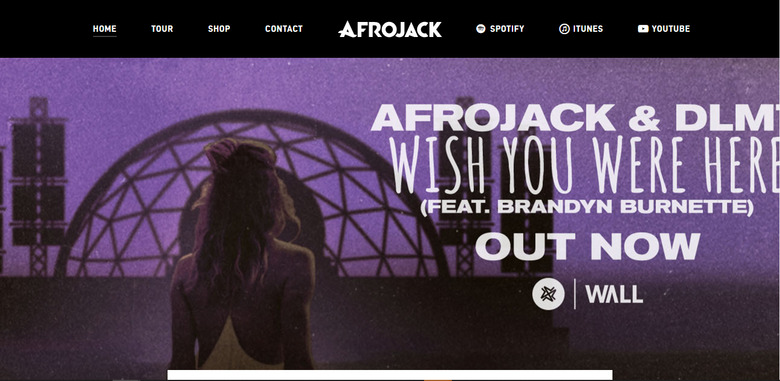 HOME
TOUR
SHOP
CONTACT
AFROJACK
SPOTIFY
ITUNES
YOUTUBE
AFROJACK & DLM
WISH YOU WERE HERE
(FEAT. BRANDYN BURNETTE)
OUT NOW
WALL